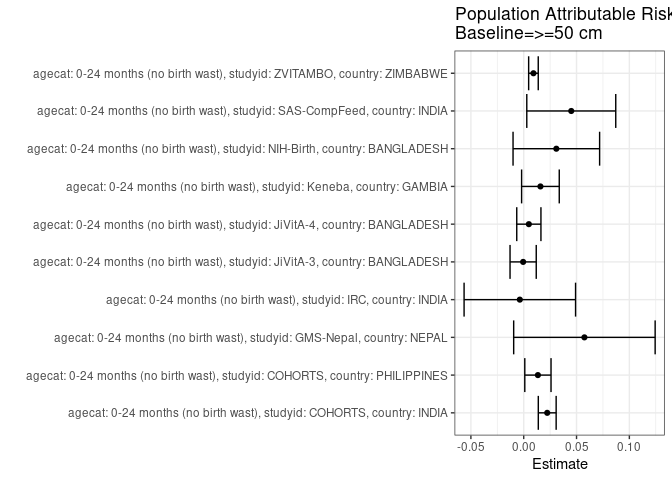 Population Attributable Risk
Baseline=>=50 cm
agecat: 0-24 months (no birth wast), studyid: ZVITAMBO, country: ZIMBABWE
agecat: 0-24 months (no birth wast), studyid: SAS-CompFeed, country: INDIA
agecat: 0-24 months (no birth wast), studyid: NIH-Birth, country: BANGLADESH
agecat: 0-24 months (no birth wast), studyid: Keneba, country: GAMBIA
agecat: 0-24 months (no birth wast), studyid: JiVitA-4, country: BANGLADESH
agecat: 0-24 months (no birth wast), studyid: JiVitA-3, country: BANGLADESH
agecat: 0-24 months (no birth wast), studyid: IRC, country: INDIA
agecat: 0-24 months (no birth wast), studyid: GMS-Nepal, country: NEPAL
agecat: 0-24 months (no birth wast), studyid: COHORTS, country: PHILIPPINES
agecat: 0-24 months (no birth wast), studyid: COHORTS, country: INDIA
-0.05 0.00 0.05 0.10
Estimate